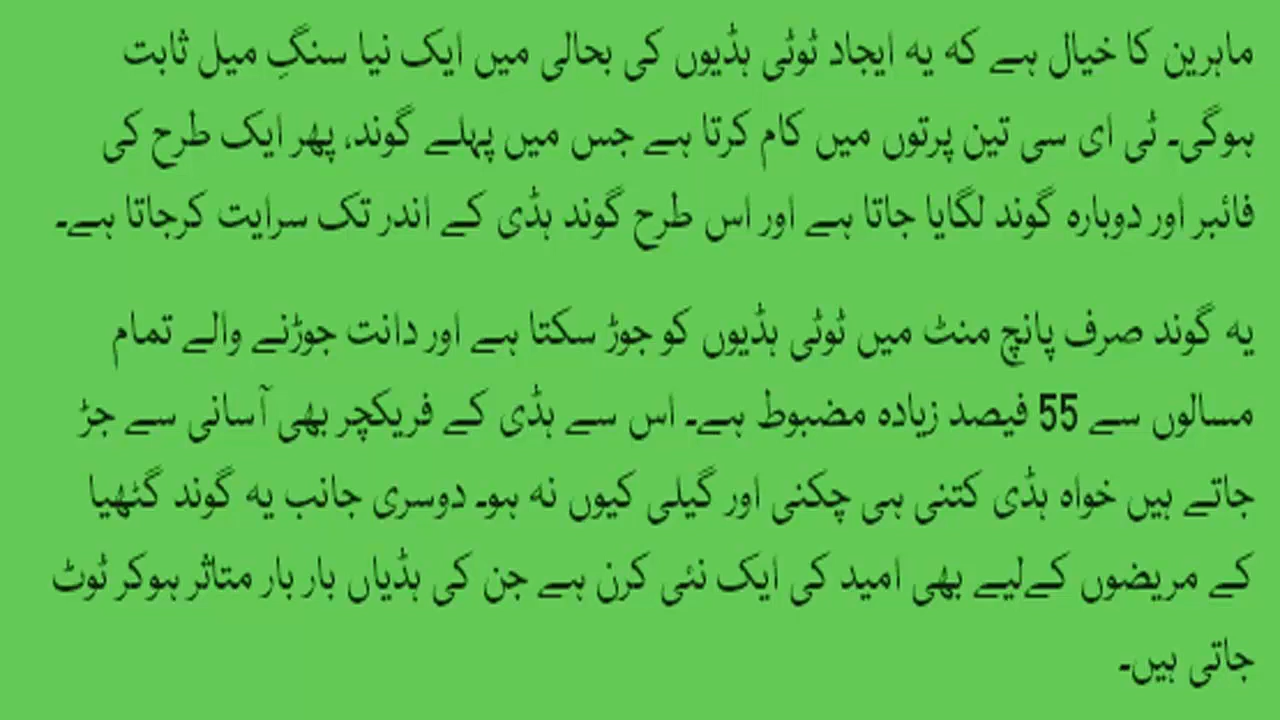 ماہرین کا خیال ہے کہ یہ ایجاد ٹوٹی ہڈیوں کی بحالی میں ایک نیا سنگِ میل ثابت
ہوگی۔ ٹی ای سی تین پرتوں میں کام کرتا ہے جس میں پہلے گوند، پھر ایک طرح کی
فائبر اور دوبارہ گوند لگایا جاتا ہے اور اس طرح گوند ہڈی کے اندر تک سرایت کرجاتا ہے۔
یہ گوند صرف پانچ منٹ میں ٹوٹی ہڈیوں کو جوڑ سکتا ہے اور دانت جوڑنے والے تمام
مسالوں سے 55 فیصد زیادہ مضبوط ہے۔ اس سے ہڈی کے فریکچر بھی آسانی سے جڑ
جاتے ہیں خواہ ہڈی کتنی ہی چکنی اور گیلی کیوں نہ ہو۔ دوسری جانب یہ گوند گٹھیا
کے مریضوں کےلیے بھی امید کی ایک نئی کرن ہے جن کی ہڈیاں بار بار متاثر ہوکر ٹوٹ
جاتی ہیں۔